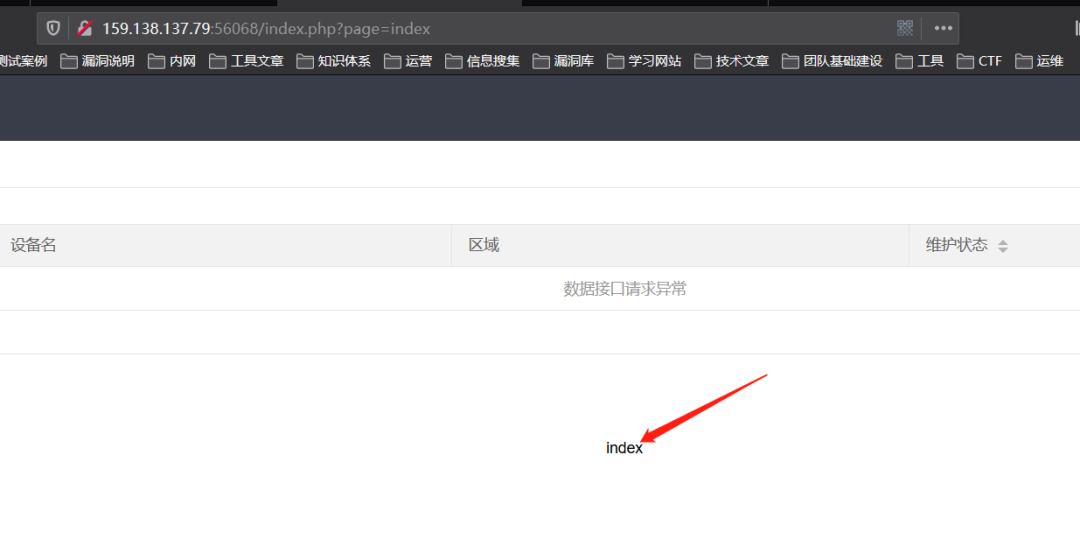 159.138.137.79:56068/index.php?page=index
测试案例 漏洞说明 内网 工具文章 知识体系 运营 信息搜集 漏洞库 学习网站 技术文章 团队基础建设 工具 CTF 运维
设备名 区域 维护状态
数据接口请求异常
index